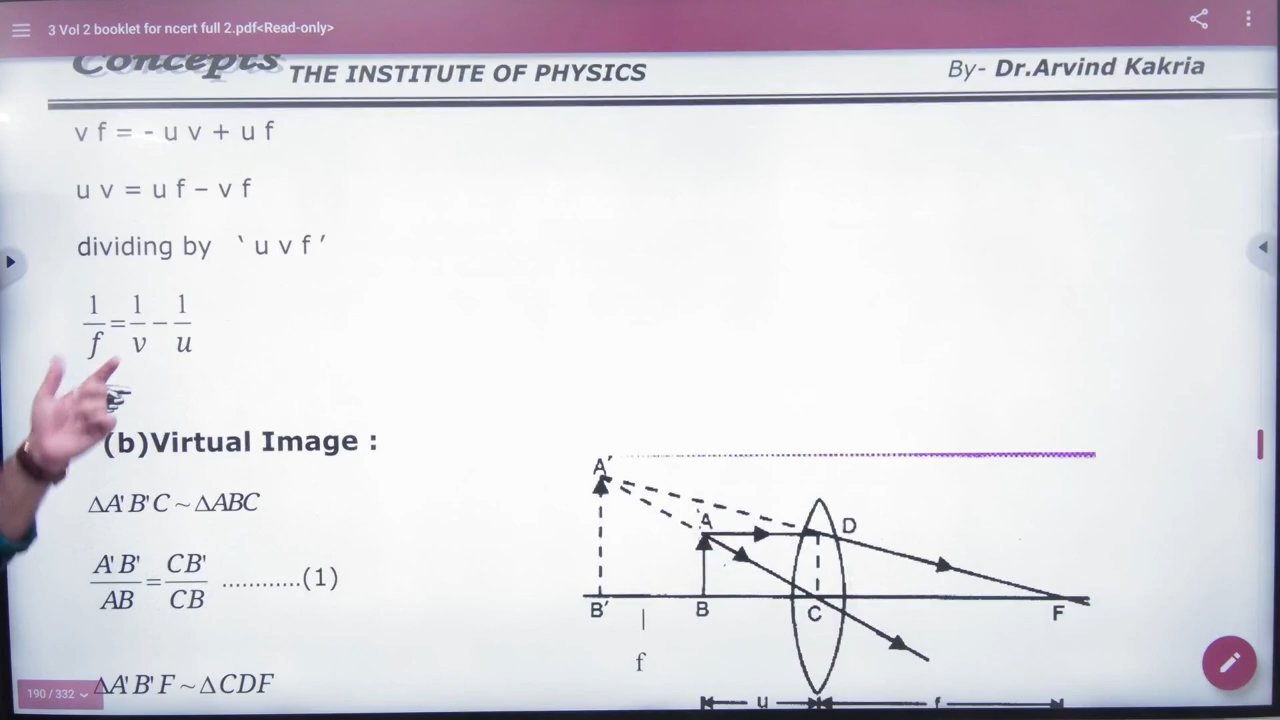 3 Vol 2 booklet for ncert full 2.pdf<Read-only>
Concepts THE INSTITUTE OF PHYSICS By- Dr.Arvind Kakria
v f = - u v + u f
u v = u f – v f
dividing by ‘ u v f ’
1/f = 1/v − 1/u
(b)Virtual Image :
ΔA'B'C ~ ΔABC
A'B'/AB = CB'/CB ............(1)
ΔA'B'F ~ ΔCDF
A'
A
D
B'
B
C
F
f
u
f
190 / 332